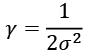 γ = 1/(2σ²)